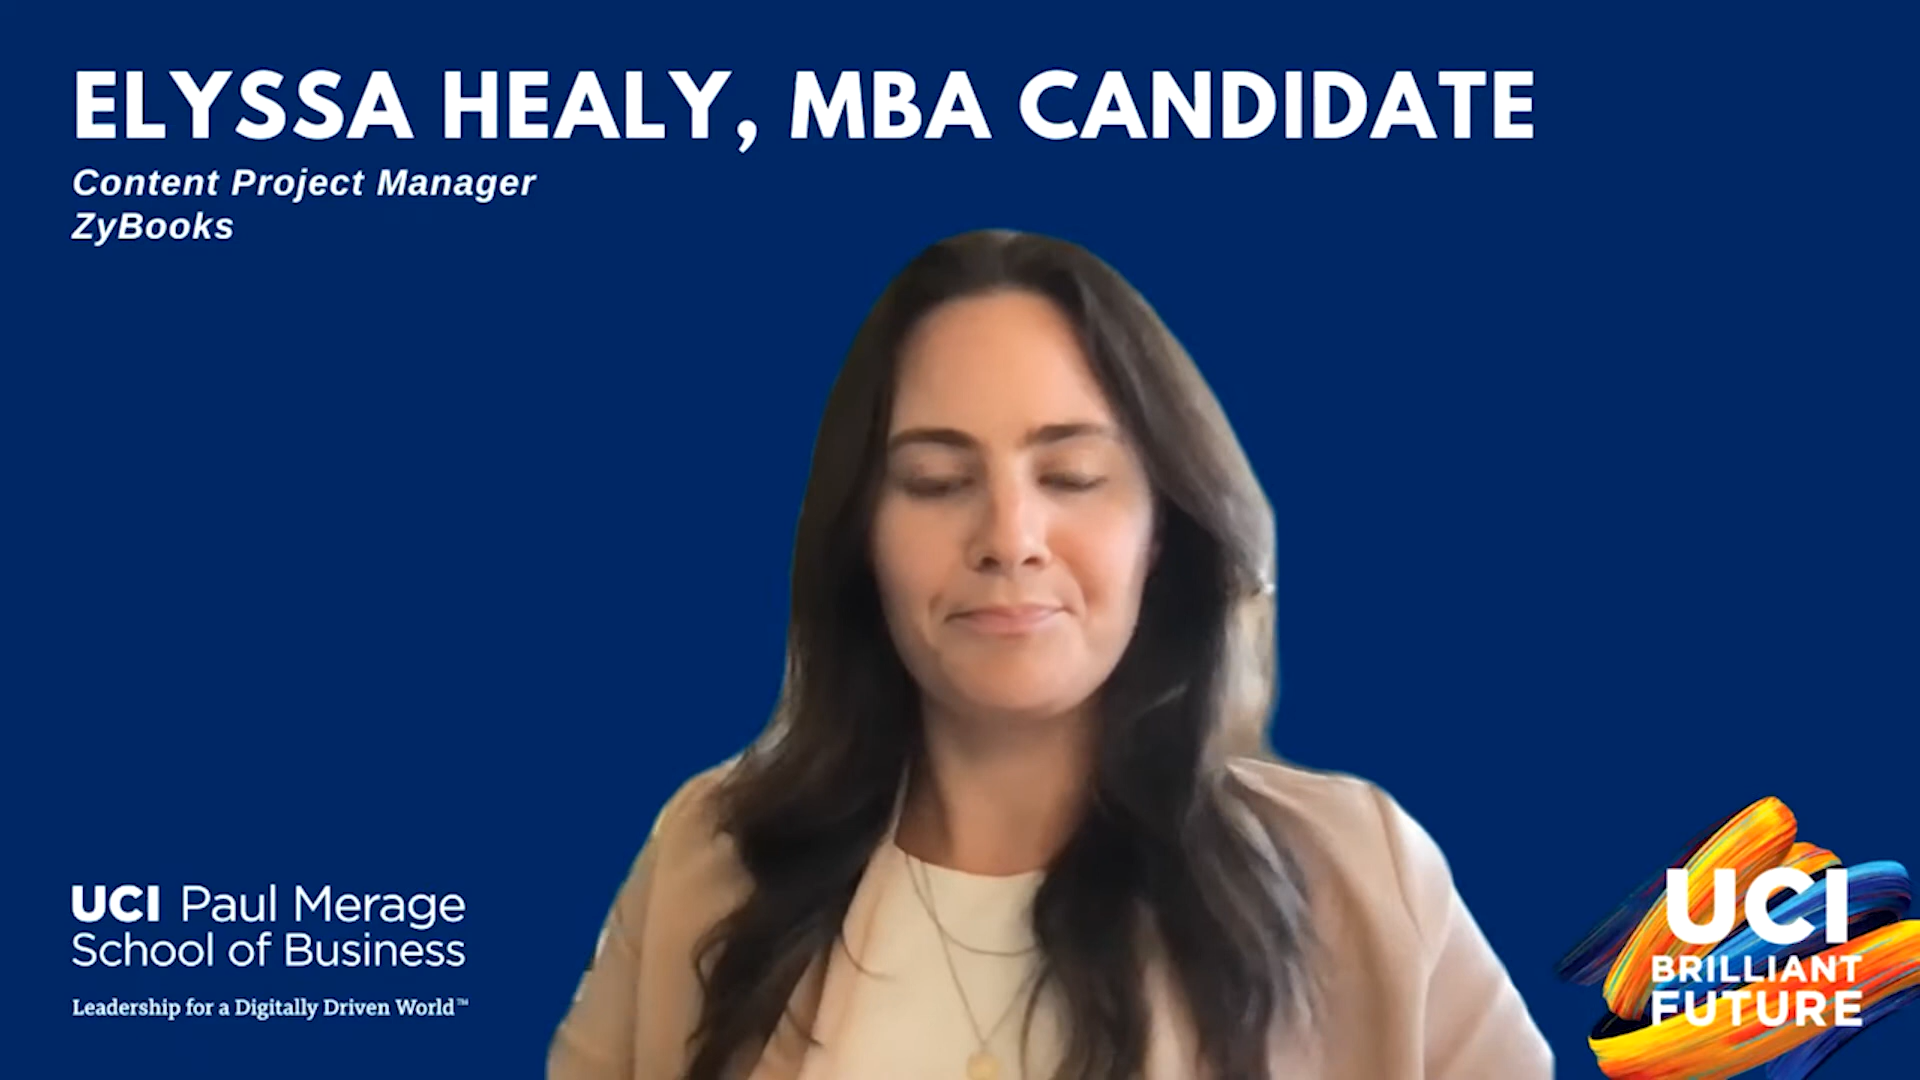 ELYSSA HEALY, MBA CANDIDATE
Content Project Manager
ZyBooks
UCI Paul Merage
School of Business
Leadership for a Digitally Driven World™
UCI
BRILLIANT
FUTURE